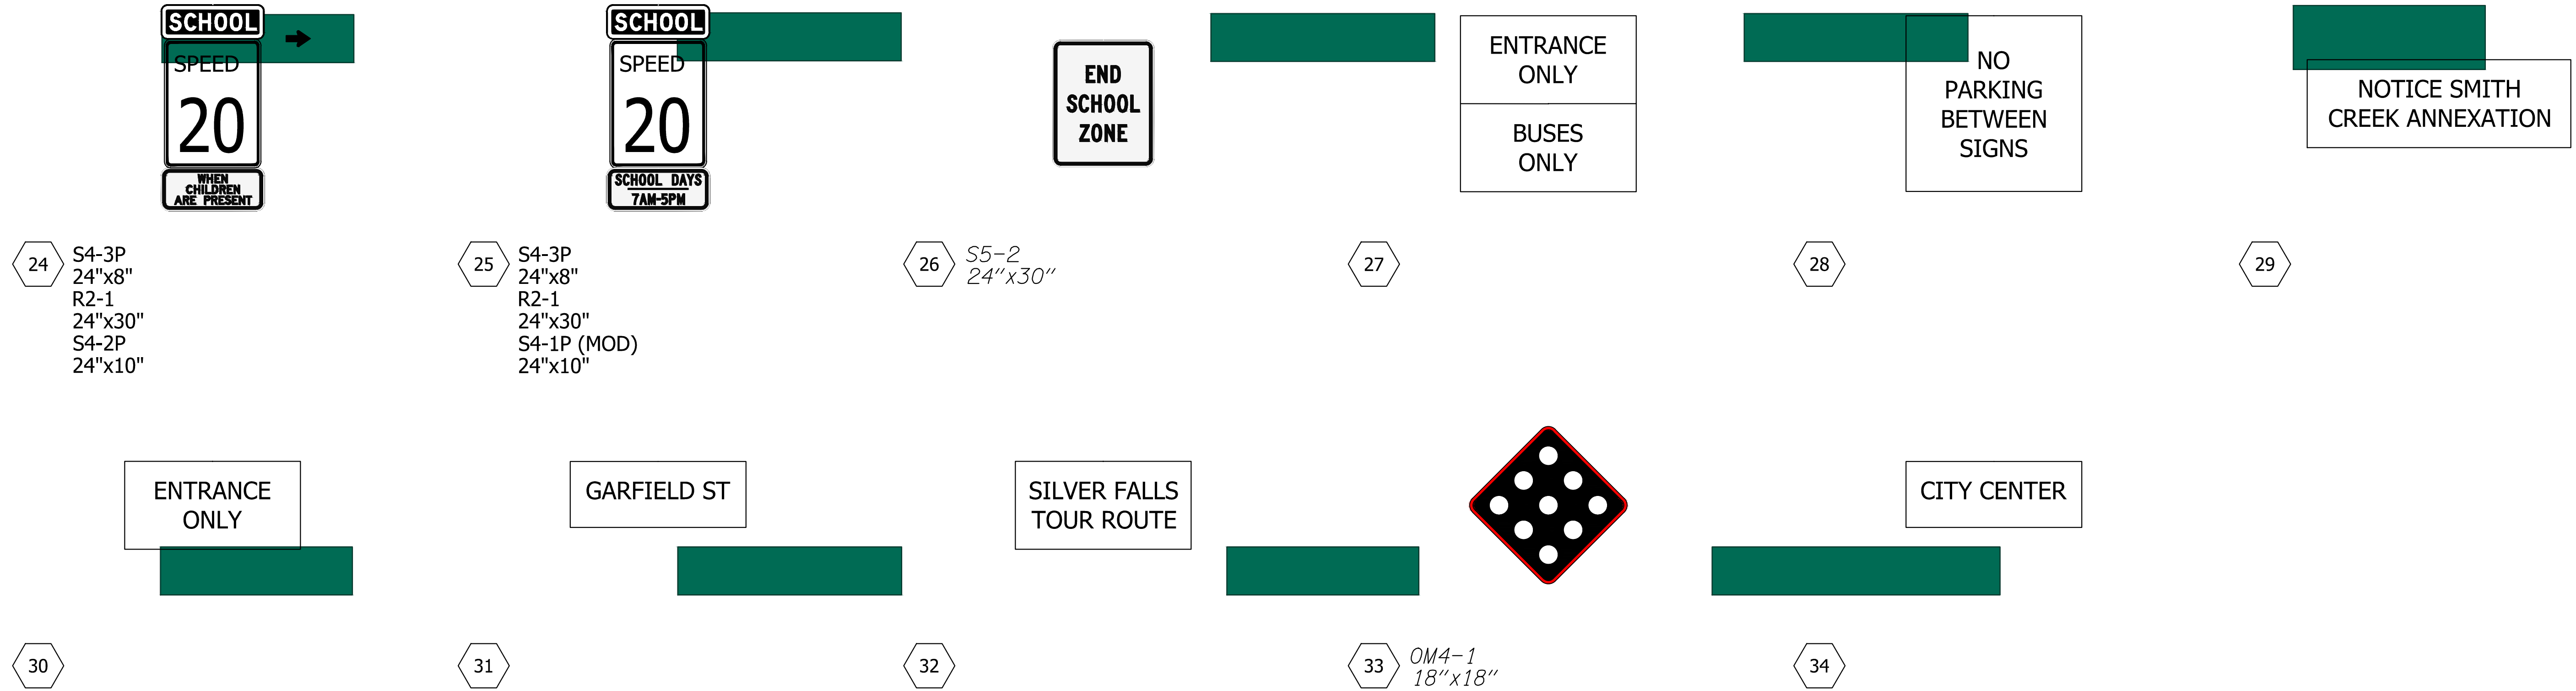 SCHOOL
SPEED
20
WHEN
CHILDREN
ARE PRESENT
24
S4-3P
24"x8"
R2-1
24"x30"
S4-2P
24"x10"
SCHOOL
SPEED
20
SCHOOL DAYS
7AM-5PM
25
S4-3P
24"x8"
R2-1
24"x30"
S4-1P (MOD)
24"x10"
END
SCHOOL
ZONE
26
S5-2
24"x30"
ENTRANCE
ONLY
BUSES
ONLY
27
NO
PARKING
BETWEEN
SIGNS
28
NOTICE SMITH
CREEK ANNEXATION
29
ENTRANCE
ONLY
30
GARFIELD ST
31
SILVER FALLS
TOUR ROUTE
32
33
OM4-1
18"x18"
CITY CENTER
34